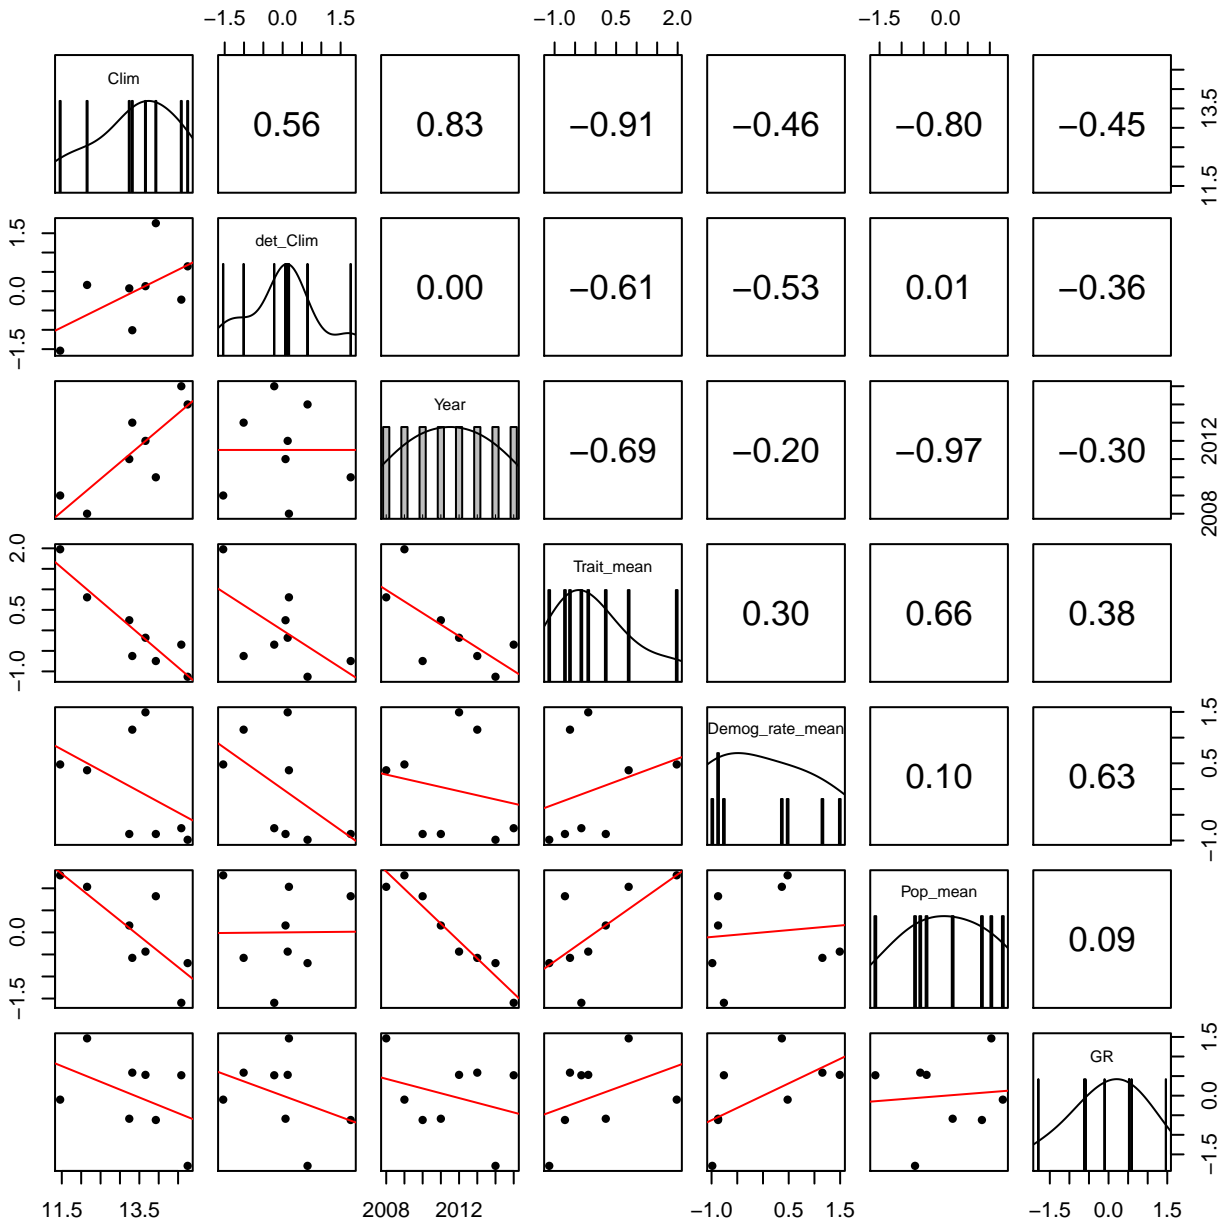 −1.5 0.0 1.5 −1.0 0.5 2.0 −1.5 0.0
Clim 0.56 0.83 −0.91 −0.46 −0.80 −0.45 11.5 13.5
−1.5 0.0 1.5 det_Clim 0.00 −0.61 −0.53 0.01 −0.36
Year −0.69 −0.20 −0.97 −0.30 2008 2012
−1.0 0.5 2.0 Trait_mean 0.30 0.66 0.38
Demog_rate_mean 0.10 0.63 −1.0 0.5 1.5
−1.5 0.0 Pop_mean 0.09
GR −1.5 0.0 1.5
11.5 13.5 2008 2012 −1.0 0.5 1.5 −1.5 0.0 1.5